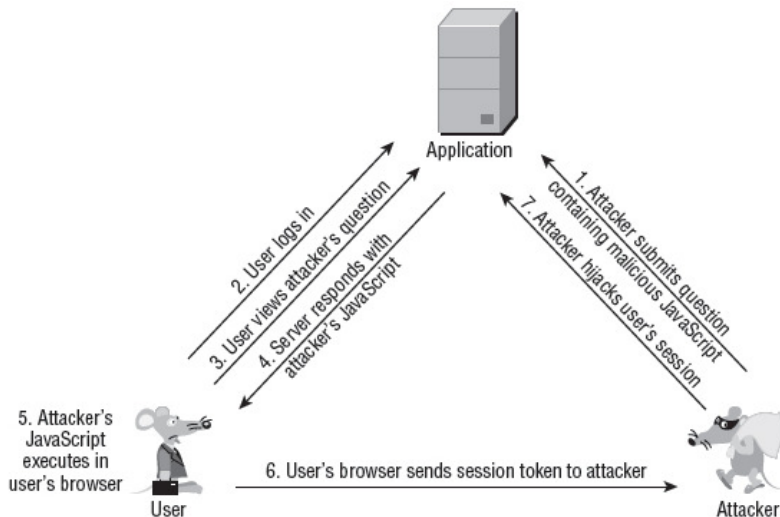 Application
1. Attacker submits question
containing malicious JavaScript
7. Attacker hijacks user's session
2. User logs in
3. User views attacker's question
4. Server responds with
attacker's JavaScript
5. Attacker's
JavaScript
executes in
user's browser
6. User's browser sends session token to attacker
User
Attacker